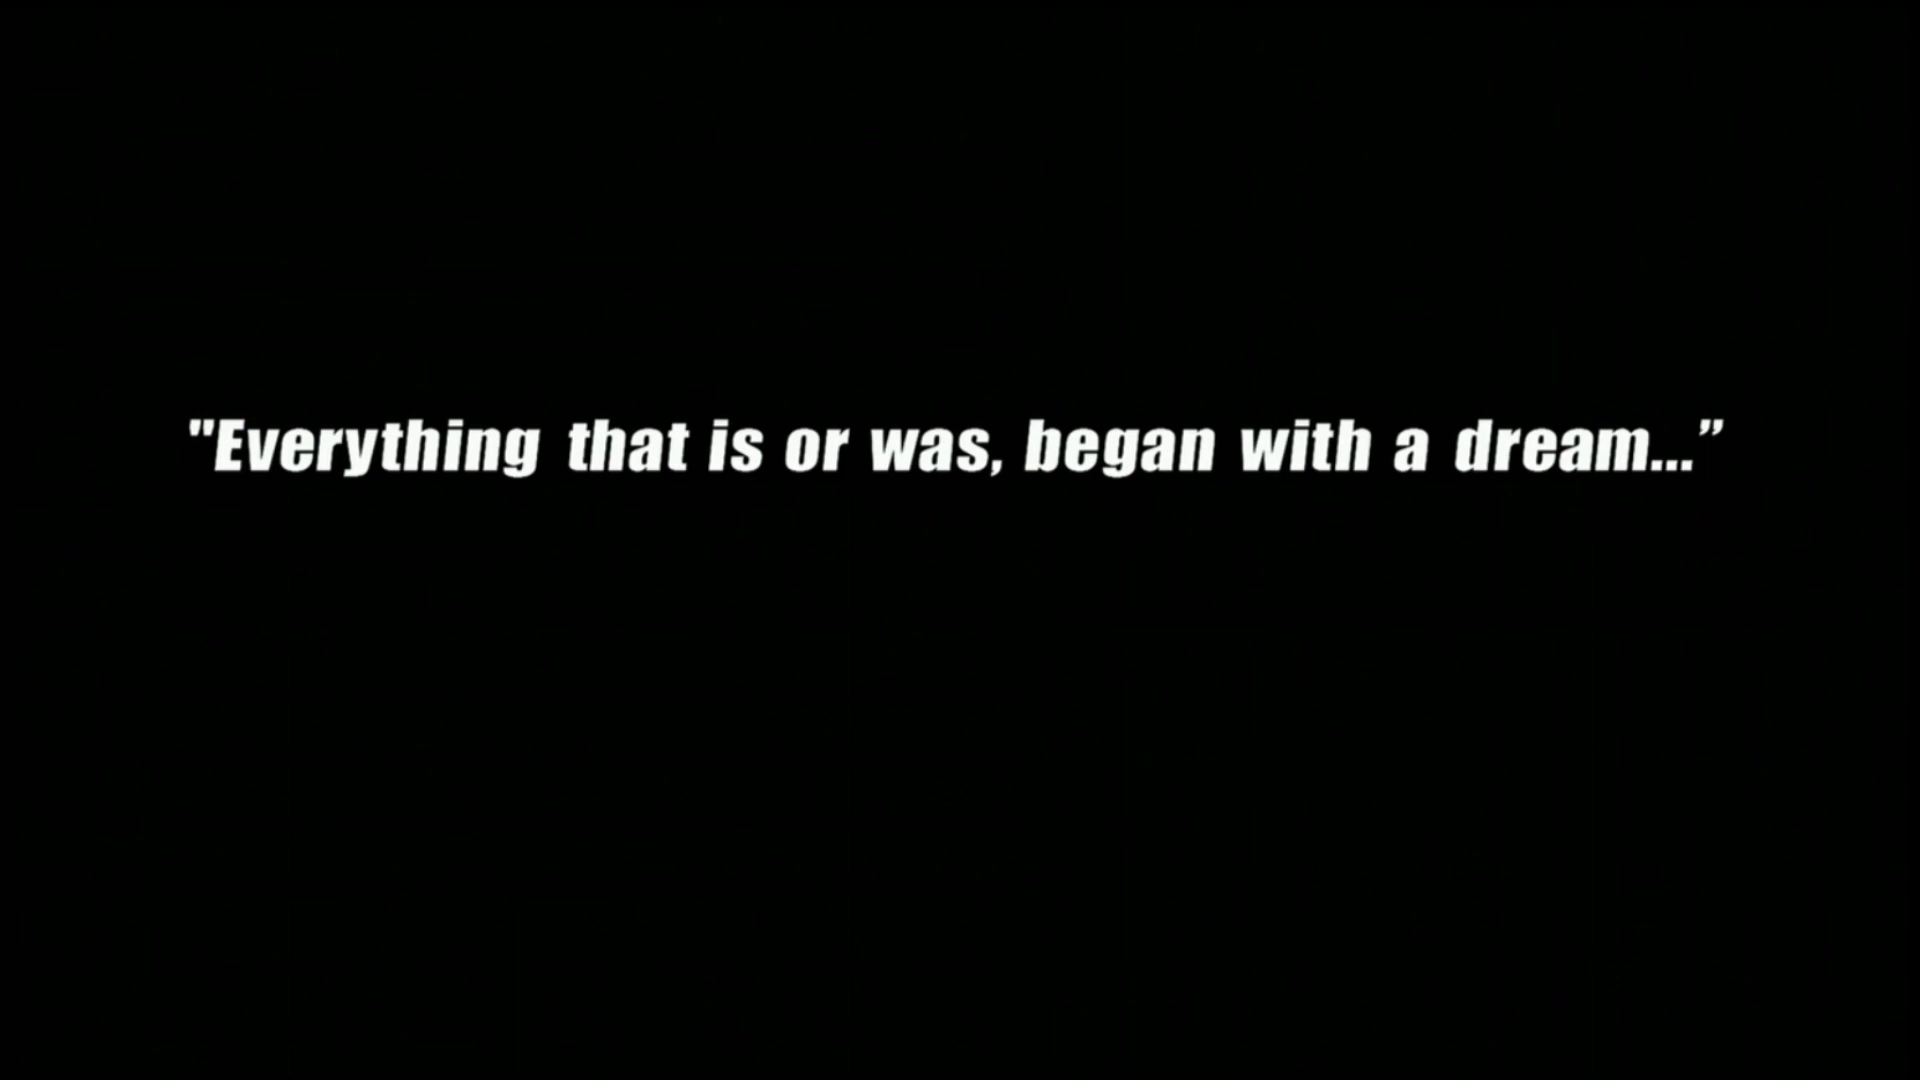 "Everything that is or was, began with a dream...”